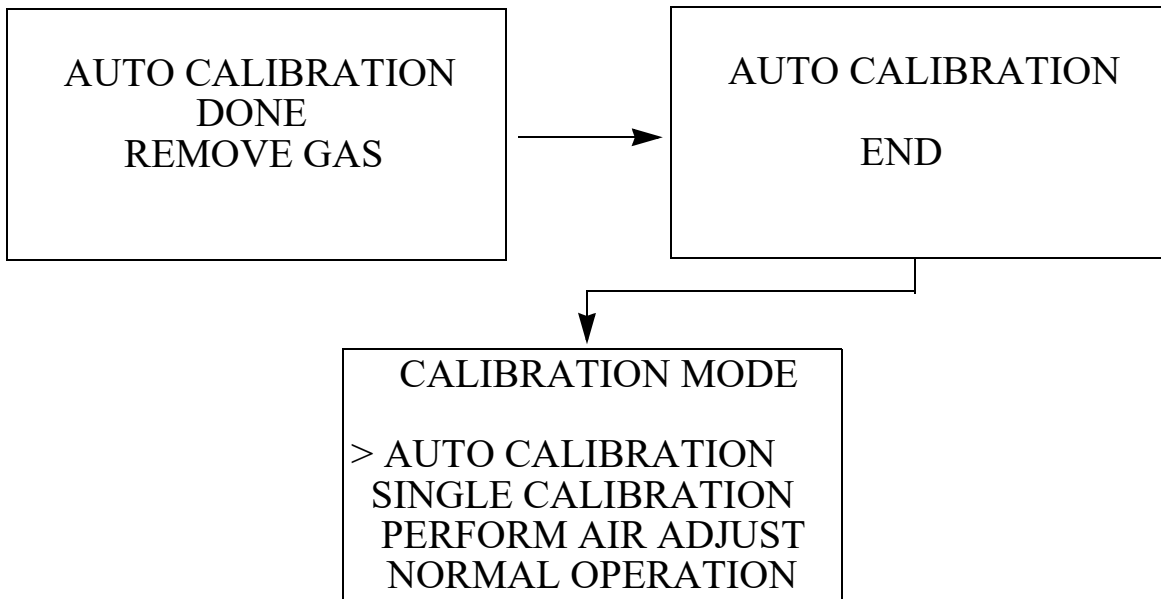 AUTO CALIBRATION
DONE
REMOVE GAS
AUTO CALIBRATION
END
CALIBRATION MODE
> AUTO CALIBRATION
SINGLE CALIBRATION
PERFORM AIR ADJUST
NORMAL OPERATION